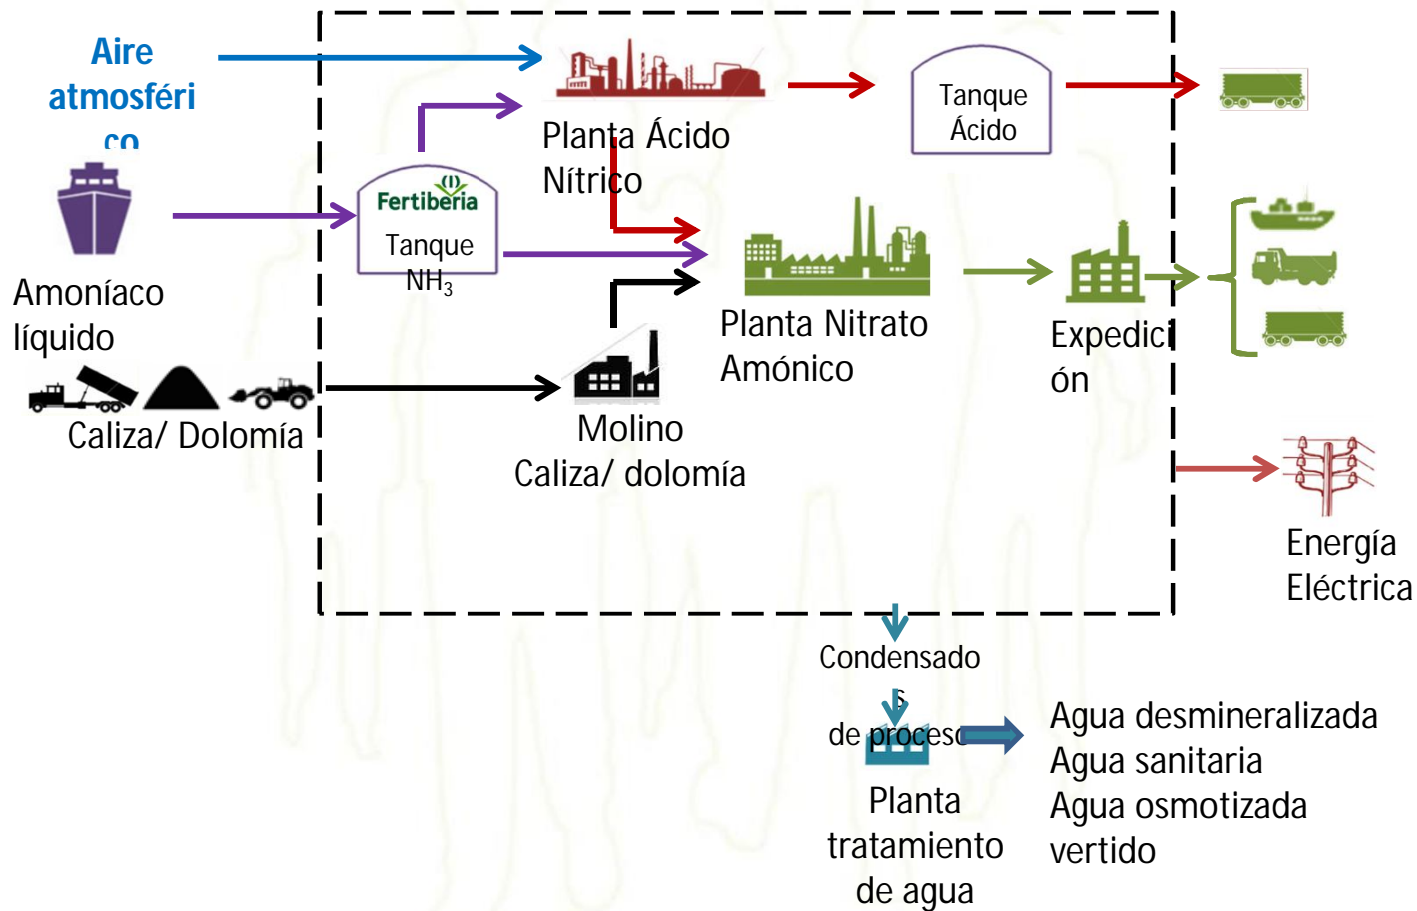 Aire
atmosféri
co
Planta Ácido
Nítrico
Tanque
Ácido
Fertiberia
Tanque
NH₃
Amoníaco
líquido
Planta Nitrato
Amónico
Expedici
ón
Caliza/ Dolomía
Molino
Caliza/ dolomía
Energía
Eléctrica
Condensado
s
de proceso
Planta
tratamiento
de agua
Agua desmineralizada
Agua sanitaria
Agua osmotizada
vertido